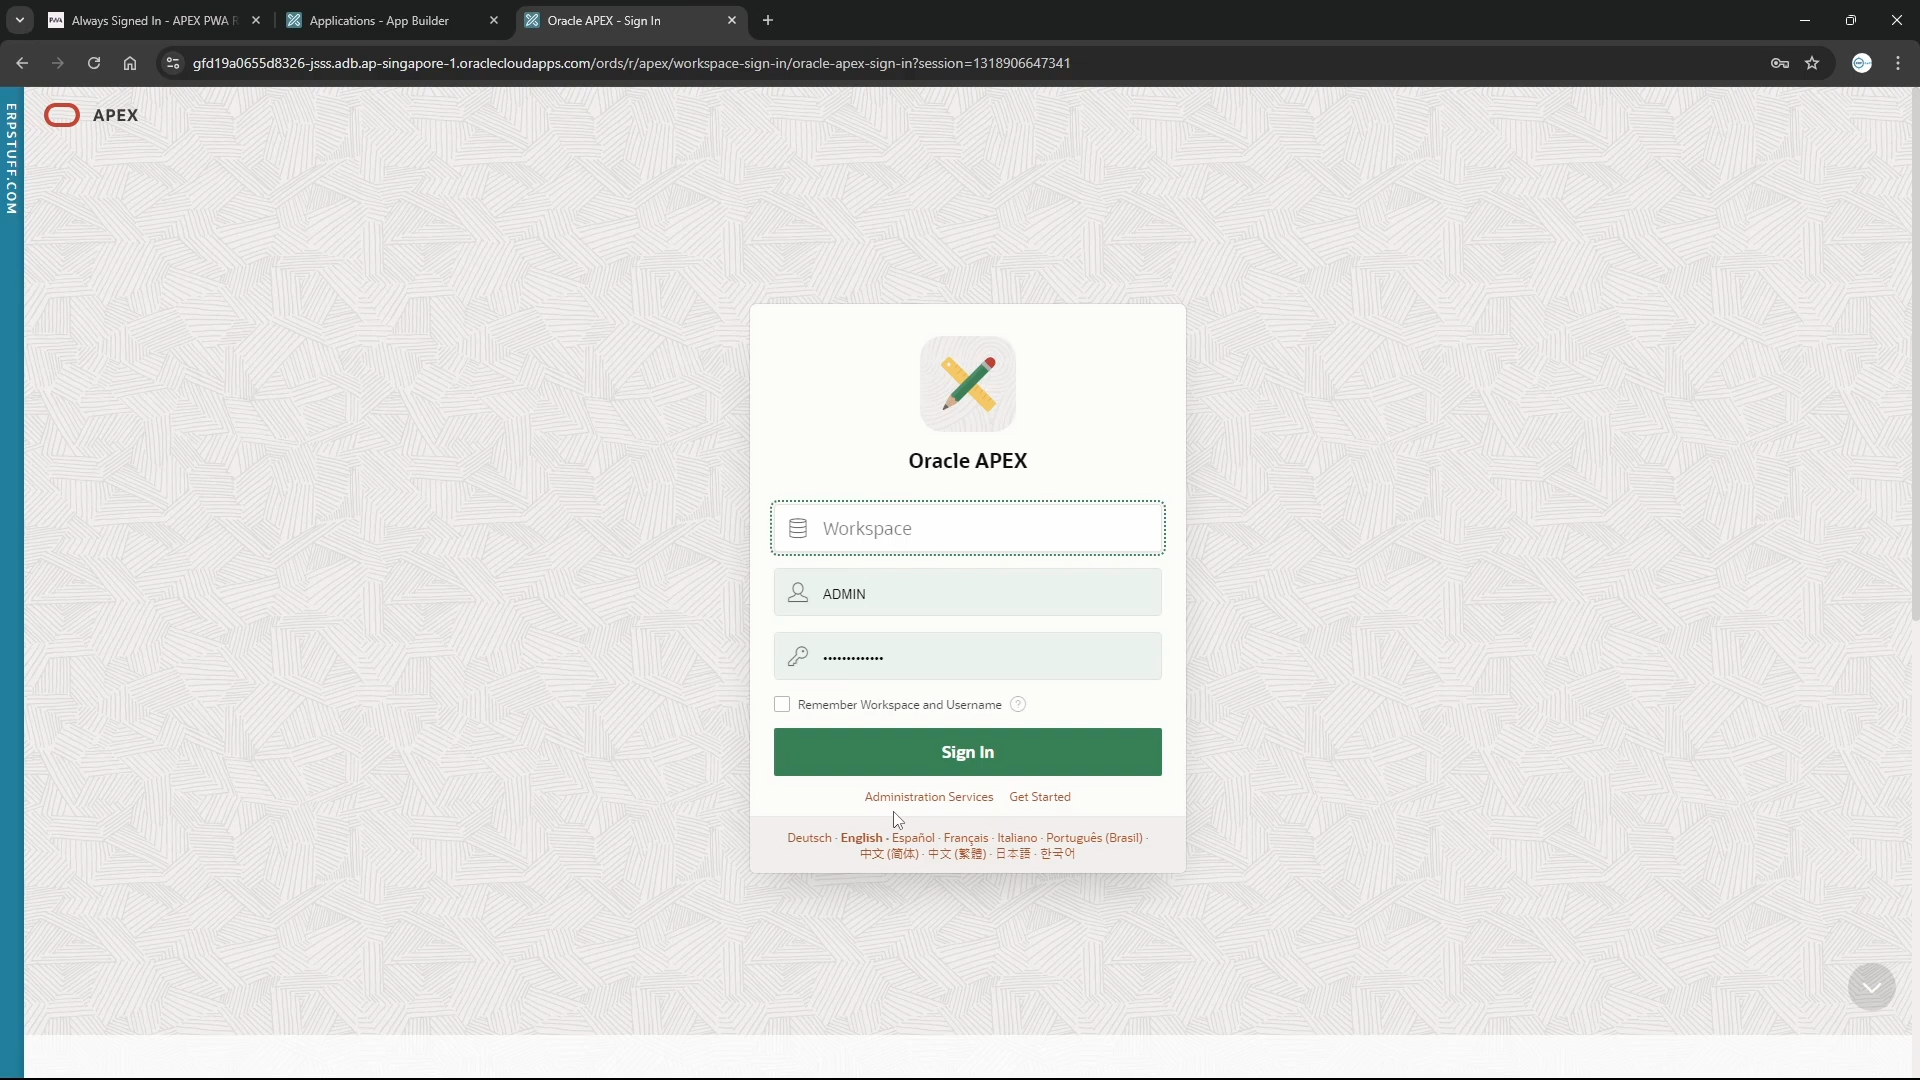 Always Signed In - APEX PWA R
Applications - App Builder
Oracle APEX - Sign In
gfd19a0655d8326-jsss.adb.ap-singapore-1.oraclecloudapps.com/ords/r/apex/workspace-sign-in/oracle-apex-sign-in?session=1318906647341
ERPSTUFF.COM
APEX
Oracle APEX
Workspace
ADMIN
•••••••••••••
Remember Workspace and Username ?
Sign In
Administration Services Get Started
Deutsch · English · Español · Français · Italiano · Português (Brasil) ·
中文 (简体) · 中文 (繁體) · 日本語 · 한국어